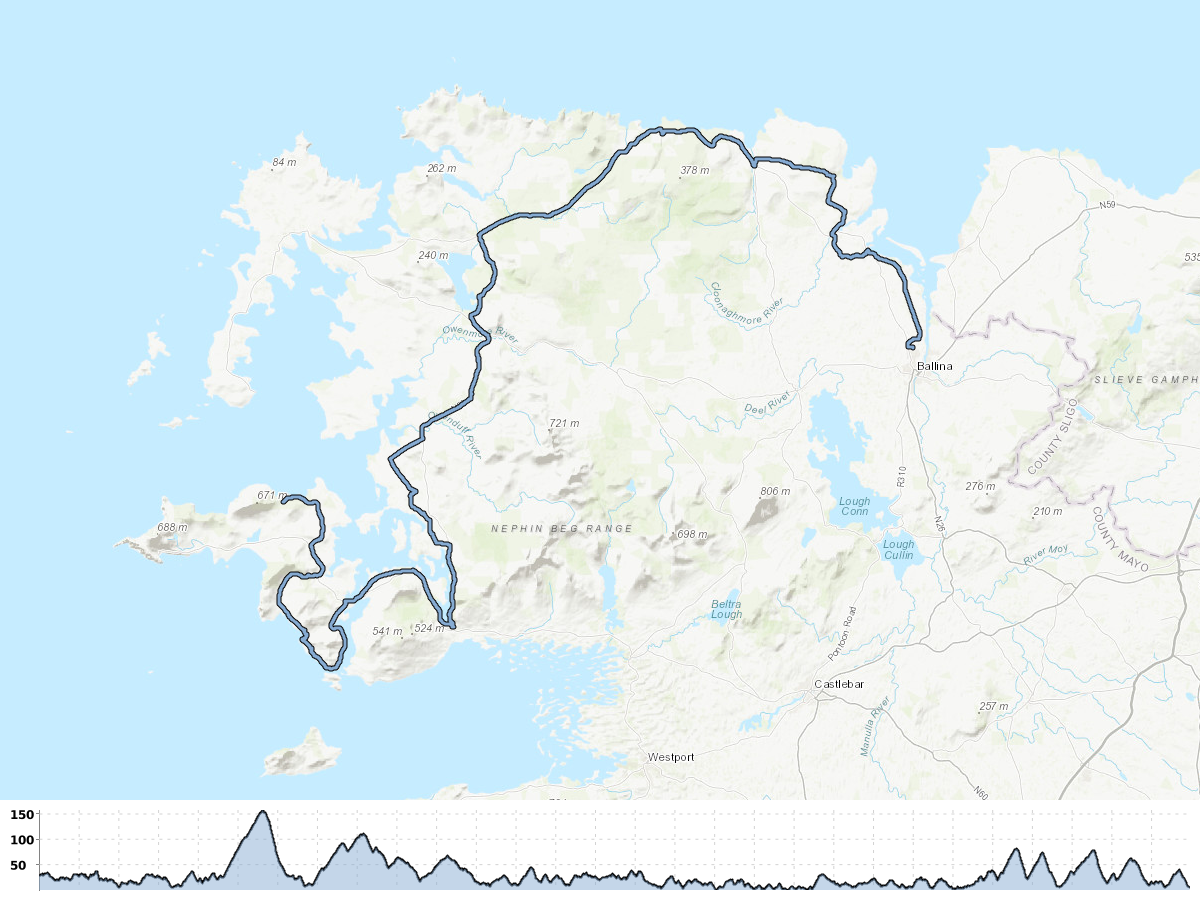 84 m
262 m
378 m
N59
535
240 m
Cloonaghmore River
Owenmore River
Ballina
SLIEVE GAMPH
Deel River
COUNTY SLIGO
721 m
R310
276 m
671 m
806 m
Lough
Conn
210 m
688 m
NEPHIN BEG RANGE
698 m
N26
COUNTY MAYO
Lough
Cullin
River Moy
Beltra
Lough
Pontoon Road
541 m
524 m
Castlebar
257 m
Manulla River
Westport
N60
150
100
50